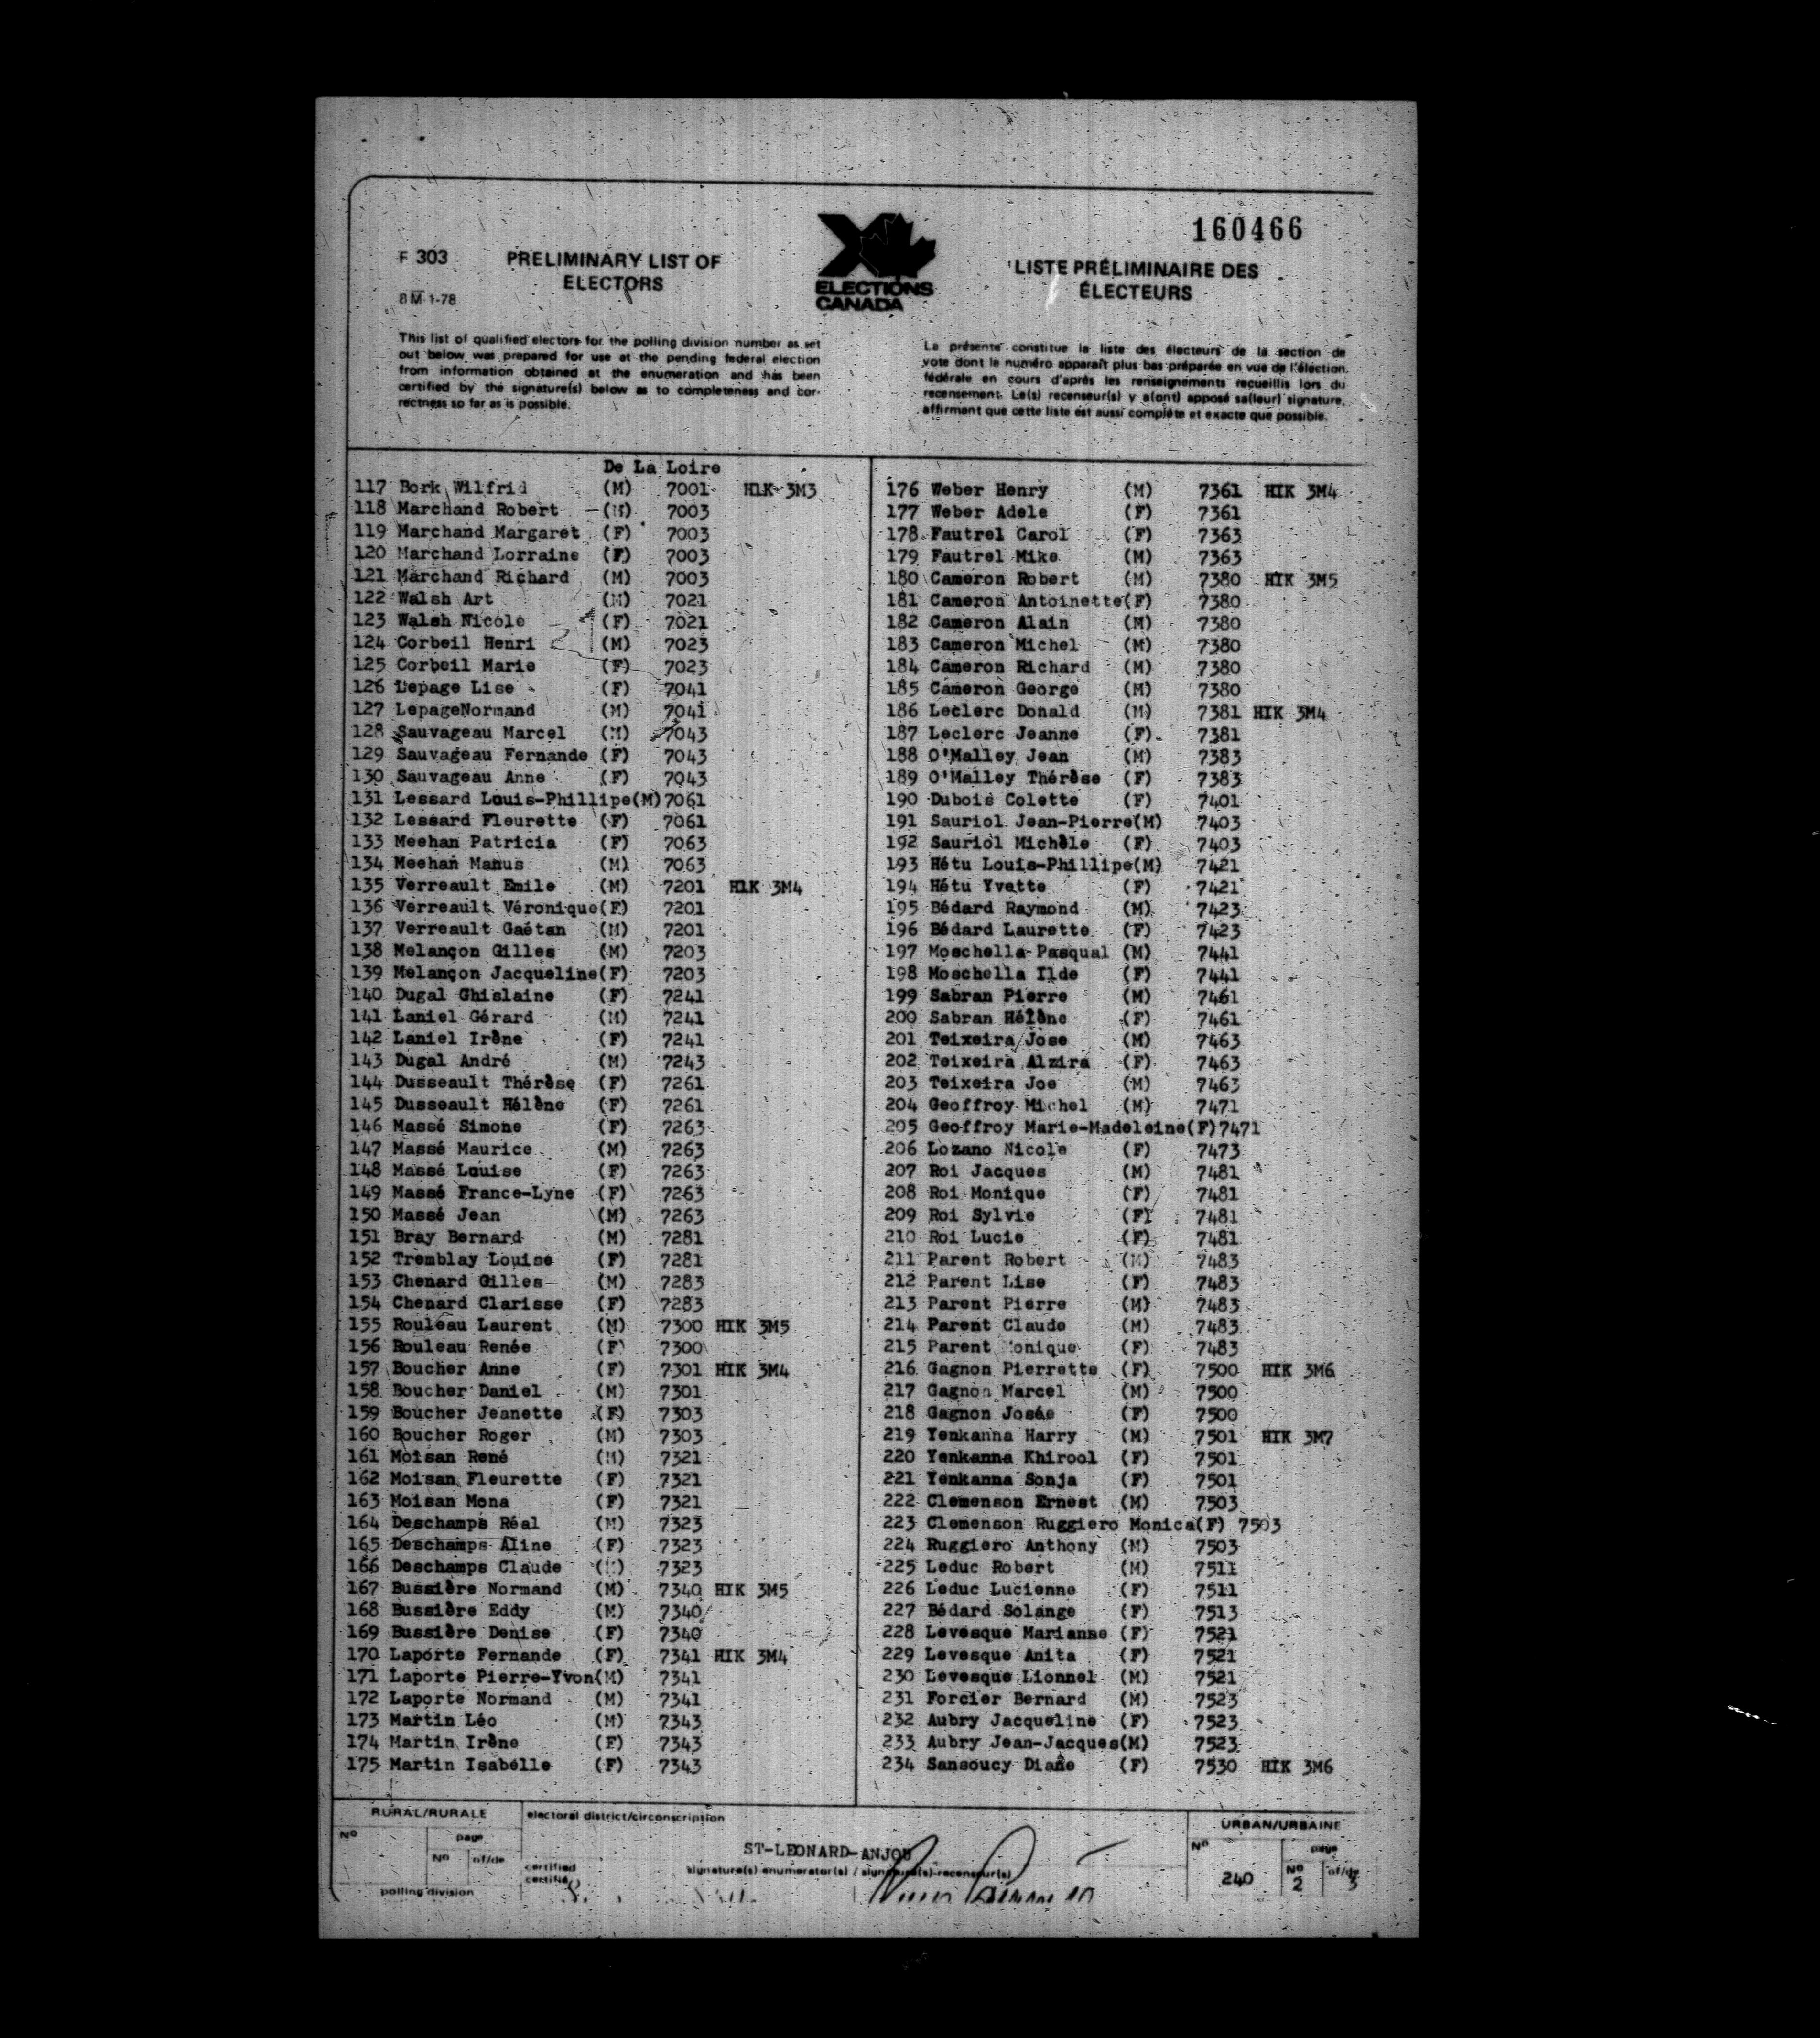 160466
F 303
PRELIMINARY LIST OF
ELECTORS
8M-1-78
ELECTIONS
CANADA
LISTE PRÉLIMINAIRE DES
ÉLECTEURS
This list of qualified electors for the polling division number as set
out below was prepared for use at the pending federal election
from information obtained at the enumeration and has been
certified by the signature(s) below as to completeness and cor-
rectness so far as is possible.
La présente constitue la liste des électeurs de la section de
vote dont le numéro apparaît plus bas préparée en vue de l'élection
fédérale en cours d'après les renseignements recueillis lors du
recensement. Le(s) recenseur(s) y a(ont) apposé sa(leur) signature,
affirmant que cette liste est aussi complète et exacte que possible.
De La Loire
117 Bork Wilfrid (M) 7001 H1K 3M3
118 Marchand Robert (M) 7003
119 Marchand Margaret (F) 7003
120 Marchand Lorraine (F) 7003
121 Marchand Richard (M) 7003
122 Walsh Art (M) 7021
123 Walsh Nicole (F) 7021
124 Corbeil Henri (M) 7023
125 Corbeil Marie (F) 7023
126 Lepage Lise (F) 7041
127 LepageNormand (M) 7041
128 Sauvageau Marcel (M) 7043
129 Sauvageau Fernande (F) 7043
130 Sauvageau Anne (F) 7043
131 Lessard Louis-Phillipe(M) 7061
132 Lessard Fleurette (F) 7061
133 Meehan Patricia (F) 7063
134 Meehan Manus (M) 7063
135 Verreault Emile (M) 7201 H1K 3M4
136 Verreault Véronique(F) 7201
137 Verreault Gaétan (M) 7201
138 Melançon Gilles (M) 7203
139 Melançon Jacqueline(F) 7203
140 Dugal Ghislaine (F) 7241
141 Laniel Gérard (M) 7241
142 Laniel Irène (F) 7241
143 Dugal André (M) 7243
144 Dusseault Thérèse (F) 7261
145 Dusseault Hélène (F) 7261
146 Massé Simone (F) 7263
147 Massé Maurice (M) 7263
148 Massé Louise (F) 7263
149 Massé France-Lyne (F) 7263
150 Massé Jean (M) 7263
151 Bray Bernard (M) 7281
152 Tremblay Louise (F) 7281
153 Chenard Gilles (M) 7283
154 Chenard Clarisse (F) 7283
155 Rouleau Laurent (M) 7300 HIK 3M5
156 Rouleau Renée (F) 7300
157 Boucher Anne (F) 7301 HIK 3M4
158 Boucher Daniel (M) 7301
159 Boucher Jeanette (F) 7303
160 Boucher Roger (M) 7303
161 Moisan René (M) 7321
162 Moisan Fleurette (F) 7321
163 Moisan Mona (F) 7321
164 Deschamps Réal (M) 7323
165 Deschamps Aline (F) 7323
166 Deschamps Claude (M) 7323
167 Bussière Normand (M) 7340 HIK 3M5
168 Bussière Eddy (M) 7340
169 Bussière Denise (F) 7340
170 Laporte Fernande (F) 7341 HIK 3M4
171 Laporte Pierre-Yvon(M) 7341
172 Laporte Normand (M) 7341
173 Martin Léo (M) 7343
174 Martin Irène (F) 7343
175 Martin Isabelle (F) 7343
176 Weber Henry (M) 7361 HIK 3M4
177 Weber Adele (F) 7361
178 Fautrel Carol (F) 7363
179 Fautrel Mike (M) 7363
180 Cameron Robert (M) 7380 HIK 3M5
181 Cameron Antoinette(F) 7380
182 Cameron Alain (M) 7380
183 Cameron Michel (M) 7380
184 Cameron Richard (M) 7380
185 Cameron George (M) 7380
186 Leclerc Donald (M) 7381 HIK 3M4
187 Leclerc Jeanne (F) 7381
188 O'Malley Jean (M) 7383
189 O'Malley Thérèse (F) 7383
190 Dubois Colette (F) 7401
191 Sauriol Jean-Pierre(M) 7403
192 Sauriol Michèle (F) 7403
193 Hétu Louis-Phillipe(M) 7421
194 Hétu Yvette (F) 7421
195 Bédard Raymond (M) 7423
196 Bédard Laurette (F) 7423
197 Moschella Pasqual (M) 7441
198 Moschella Ilde (F) 7441
199 Sabran Pierre (M) 7461
200 Sabran Hélène (F) 7461
201 Teixeira Jose (M) 7463
202 Teixeira Alzira (F) 7463
203 Teixeira Joe (M) 7463
204 Geoffroy Michel (M) 7471
205 Geoffroy Marie-Madeleine(F) 7471
206 Lozano Nicole (F) 7473
207 Roi Jacques (M) 7481
208 Roi Monique (F) 7481
209 Roi Sylvie (F) 7481
210 Roi Lucie (F) 7481
211 Parent Robert (M) 7483
212 Parent Lise (F) 7483
213 Parent Pierre (M) 7483
214 Parent Claude (M) 7483
215 Parent Monique (F) 7483
216 Gagnon Pierrette (F) 7500 HIK 3M6
217 Gagnon Marcel (M) 7500
218 Gagnon Josée (F) 7500
219 Yenkanna Harry (M) 7501 HIK 3M7
220 Yenkanna Khirool (F) 7501
221 Yenkanna Sonja (F) 7501
222 Clemenson Ernest (M) 7503
223 Clemenson Ruggiero Monica(F) 7503
224 Ruggiero Anthony (M) 7503
225 Leduc Robert (M) 7511
226 Leduc Lucienne (F) 7511
227 Bédard Solange (F) 7513
228 Levesque Marianne (F) 7521
229 Levesque Anita (F) 7521
230 Levesque Lionnel (M) 7521
231 Forcier Bernard (M) 7523
232 Aubry Jacqueline (F) 7523
233 Aubry Jean-Jacques(M) 7523
234 Sansoucy Diane (F) 7530 HIK 3M6
RURAL/RURALE
No
page
No of/de
polling division
electoral district/circonscription
ST-LEONARD-ANJOU
certified
certifié
signature(s) enumerator(s) / signature(s) recenseur(s)
URBAN/URBAINE
No
240
page
No
2
of/de
3